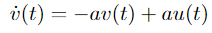 v̇(t) = −av(t) + au(t)